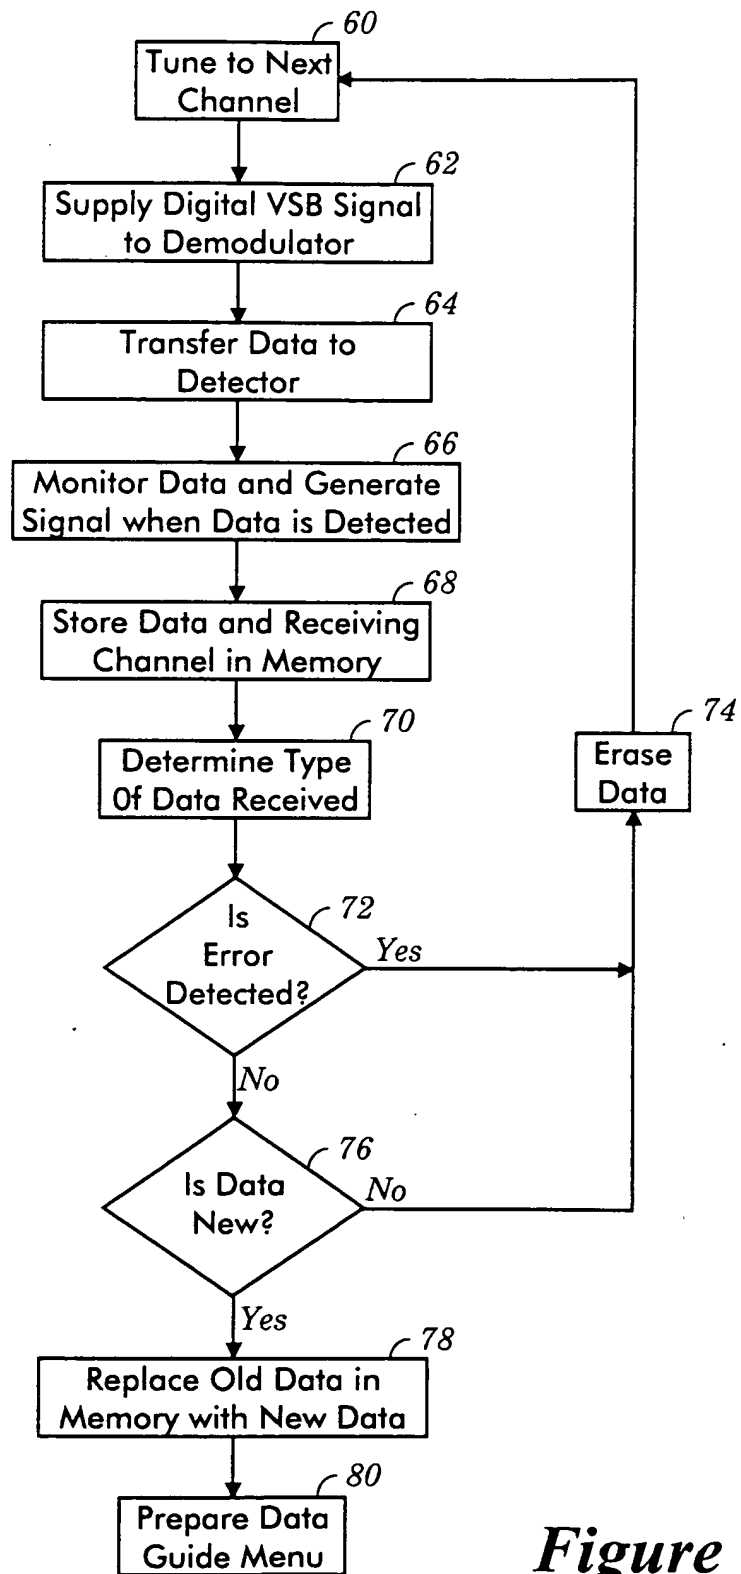 60
Tune to Next
Channel
62
Supply Digital VSB Signal
to Demodulator
64
Transfer Data to
Detector
66
Monitor Data and Generate
Signal when Data is Detected
68
Store Data and Receiving
Channel in Memory
70
Determine Type
Of Data Received
74
Erase
Data
72
Is
Error
Detected?
Yes
No
76
Is Data
New?
No
Yes
78
Replace Old Data in
Memory with New Data
80
Prepare Data
Guide Menu
Figure